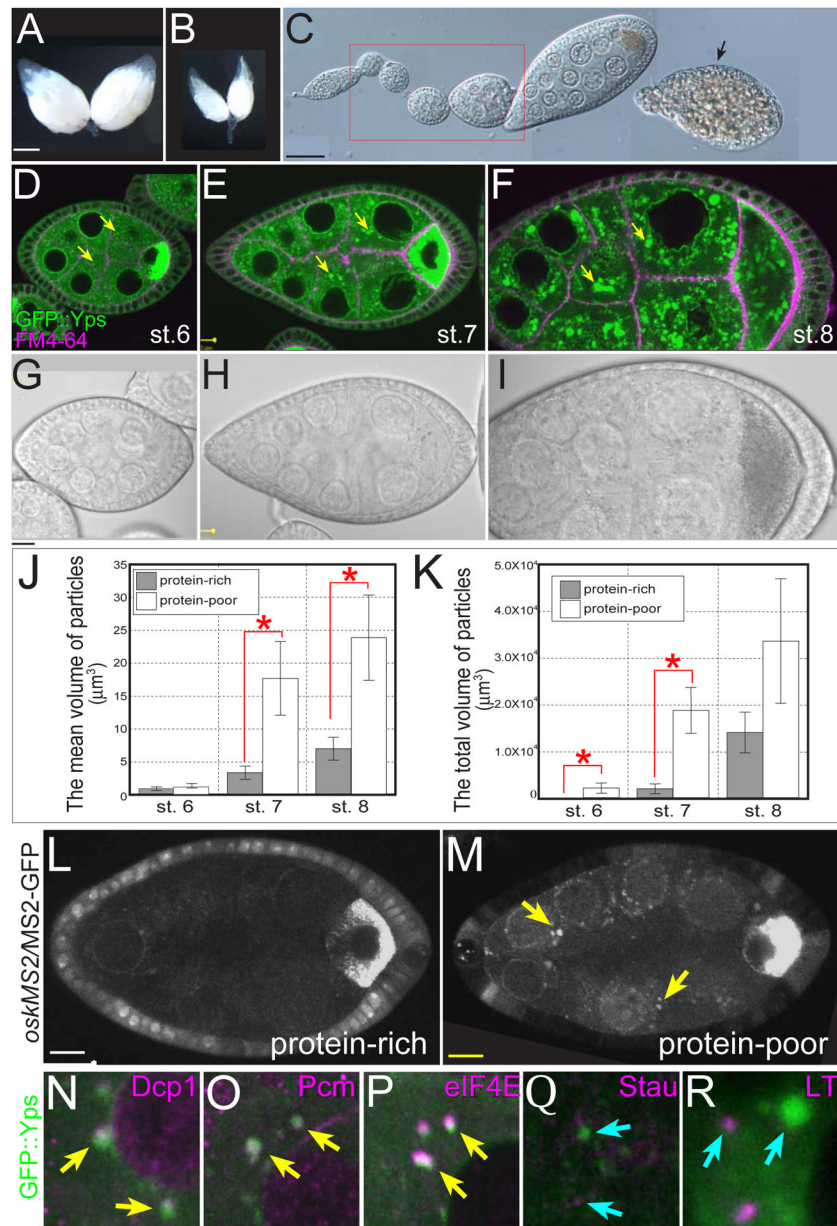 A
B
C
D
E
F
GFP::Yps
FM4-64
st.6
st.7
st.8
G
H
I
J
The mean volume of particles
(μm³)
35
30
25
20
15
10
5
0
protein-rich
protein-poor
*
*
st. 6
st. 7
st. 8
K
The total volume of particles
(μm³)
5.0X10⁴
4.0X10⁴
3.0X10⁴
2.0X10⁴
1.0X10⁴
0
protein-rich
protein-poor
*
*
st. 6
st. 7
st. 8
oskMS2/MS2-GFP
L
protein-rich
M
protein-poor
GFP::Yps
N
Dcp1
O
Pcm
P
eIF4E
Q
Stau
R
LT